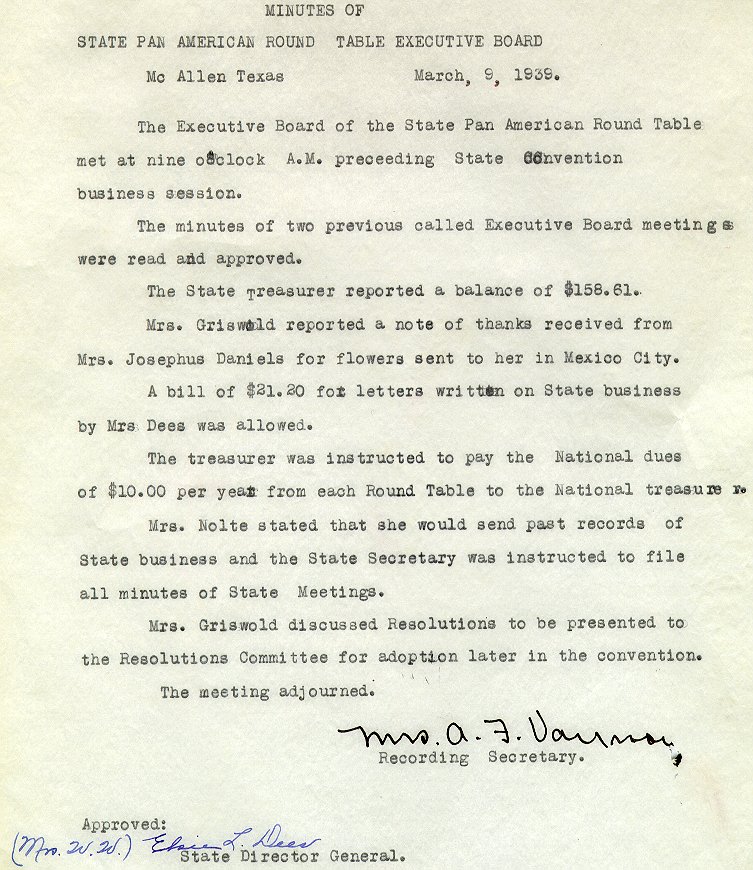 MINUTES OF
STATE PAN AMERICAN ROUND TABLE EXECUTIVE BOARD
Mc Allen Texas March, 9, 1939.
The Executive Board of the State Pan American Round Table
met at nine o'clock A.M. preceeding State Convention
business session.
The minutes of two previous called Executive Board meetings
were read and approved.
The State Treasurer reported a balance of $158.61.
Mrs. Griswold reported a note of thanks received from
Mrs. Josephus Daniels for flowers sent to her in Mexico City.
A bill of $21.20 for letters written on State business
by Mrs Dees was allowed.
The treasurer was instructed to pay the National dues
of $10.00 per year from each Round Table to the National treasurer.
Mrs. Nolte stated that she would send past records of
State business and the State Secretary was instructed to file
all minutes of State Meetings.
Mrs. Griswold discussed Resolutions to be presented to
the Resolutions Committee for adoption later in the convention.
The meeting adjourned.
Mrs. A. F.
Recording Secretary.
Approved:
(Mrs. W. W.) Elsie L. Dees
State Director General.